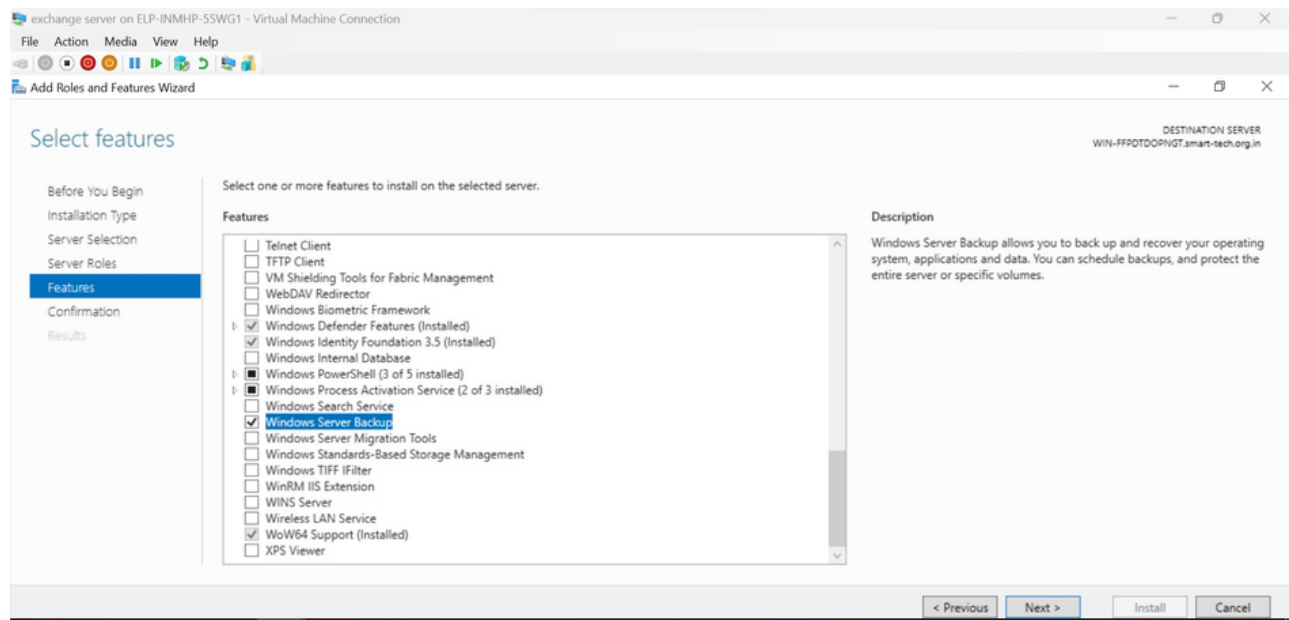 exchange server on ELP-INMHP-55WG1 - Virtual Machine Connection
File Action Media View Help
Add Roles and Features Wizard
Select features
DESTINATION SERVER
WIN-FFPDTDOPNGT.smart-tech.org.in
Before You Begin
Installation Type
Server Selection
Server Roles
Features
Confirmation
Results
Select one or more features to install on the selected server.
Features
Telnet Client
TFTP Client
VM Shielding Tools for Fabric Management
WebDAV Redirector
Windows Biometric Framework
Windows Defender Features (Installed)
Windows Identity Foundation 3.5 (Installed)
Windows Internal Database
Windows PowerShell (3 of 5 installed)
Windows Process Activation Service (2 of 3 installed)
Windows Search Service
Windows Server Backup
Windows Server Migration Tools
Windows Standards-Based Storage Management
Windows TIFF IFilter
WinRM IIS Extension
WINS Server
Wireless LAN Service
WoW64 Support (Installed)
XPS Viewer
Description
Windows Server Backup allows you to back up and recover your operating
system, applications and data. You can schedule backups, and protect the
entire server or specific volumes.
< Previous
Next >
Install
Cancel